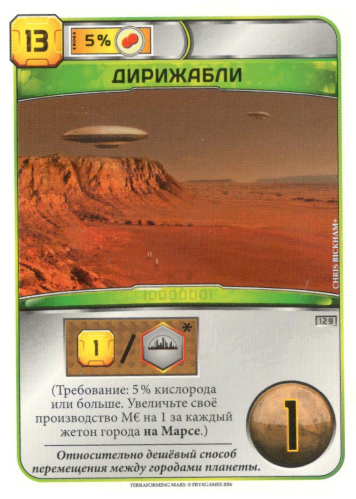 13
5%
ДИРИЖАБЛИ
CHRIS BICKHAM+
10000001
129
1 / *
(Требование: 5% кислорода
или больше. Увеличьте своё
производство М€ на 1 за каждый
жетон города на Марсе.)
1
Относительно дешёвый способ
перемещения между городами планеты.
TERRAFORMING MARS © FRYXGAMES 2016